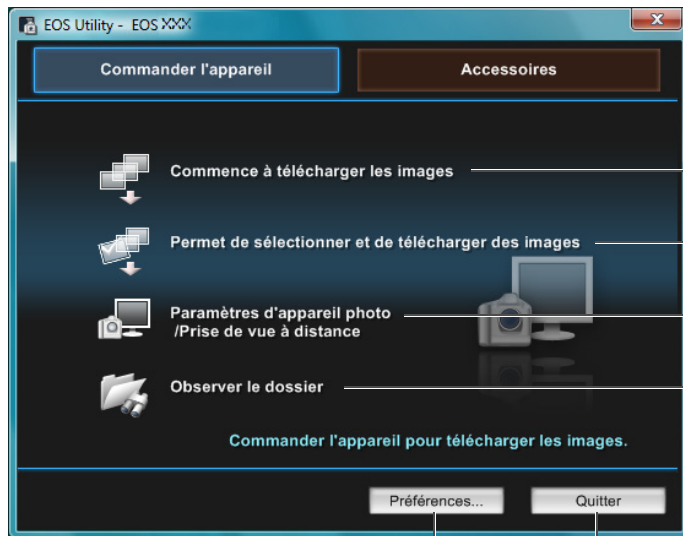 EOS Utility - EOS XXX
Commander l'appareil
Accessoires
Commence à télécharger les images
Permet de sélectionner et de télécharger des images
Paramètres d'appareil photo
/Prise de vue à distance
Observer le dossier
Commander l'appareil pour télécharger les images.
Préférences...
Quitter